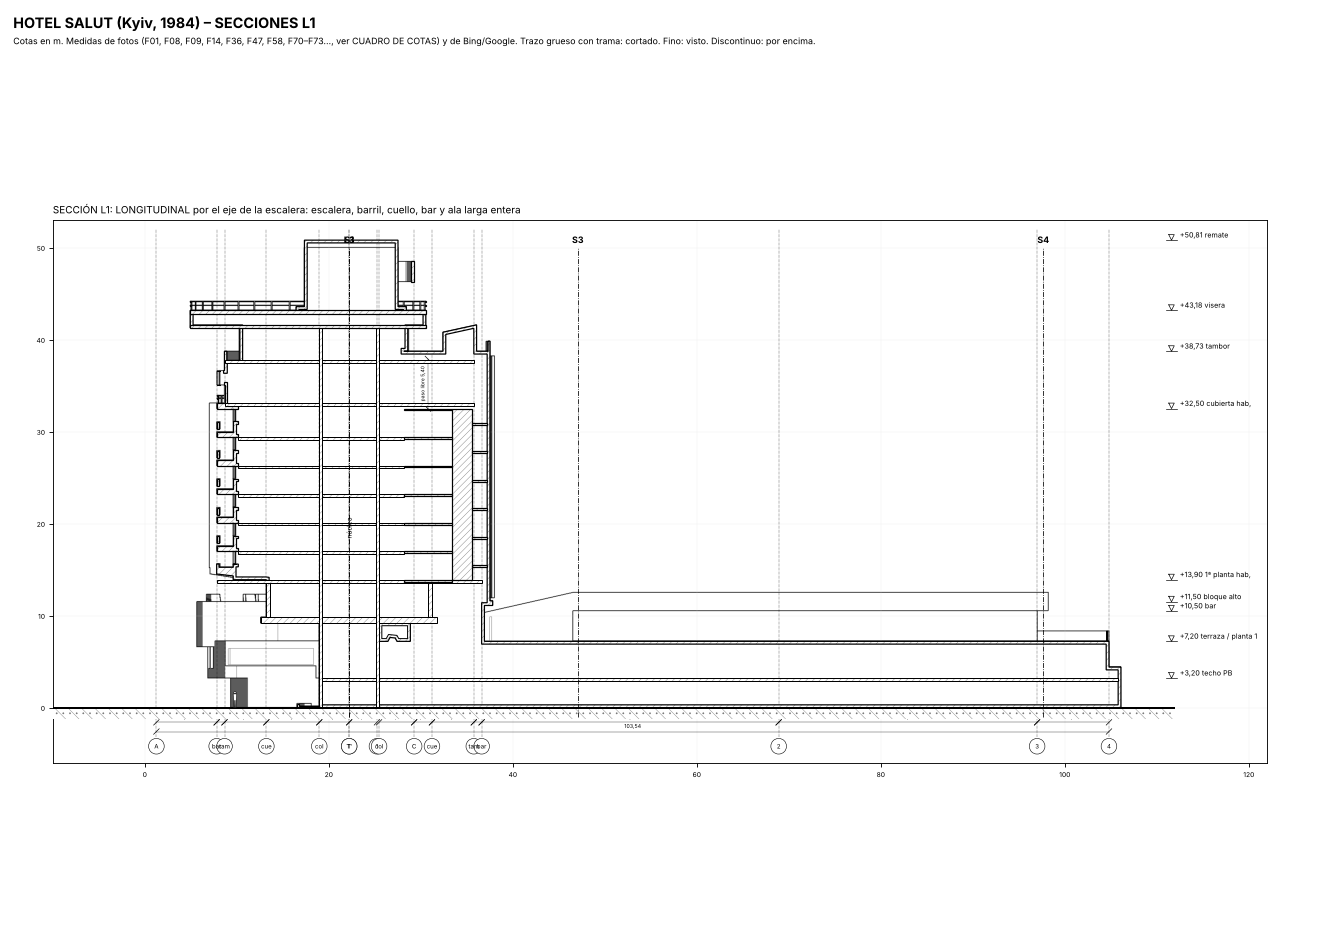 HOTEL SALUT (Kyiv, 1984) – SECCIONES L1
Cotas en m. Medidas de fotos (F01, F08, F09, F14, F36, F47, F58, F70–F73..., ver CUADRO DE COTAS) y de Bing/Google. Trazo grueso con trama: cortado. Fino: visto. Discontinuo: por encima.
SECCIÓN L1: LONGITUDINAL por el eje de la escalera: escalera, barril, cuello, bar y ala larga entera
S3 S4
+50,81 remate
50
+43,18 visera
40
+38,73 tambor
paso libre 5,40
+32,50 cubierta hab,
30
20
+13,90 1ª planta hab,
+11,50 bloque alto
+10,50 bar
10
+7,20 terraza / planta 1
+3,20 techo PB
0
103,54
A cue col T' C cue 2 3 4
0 20 40 60 80 100 120